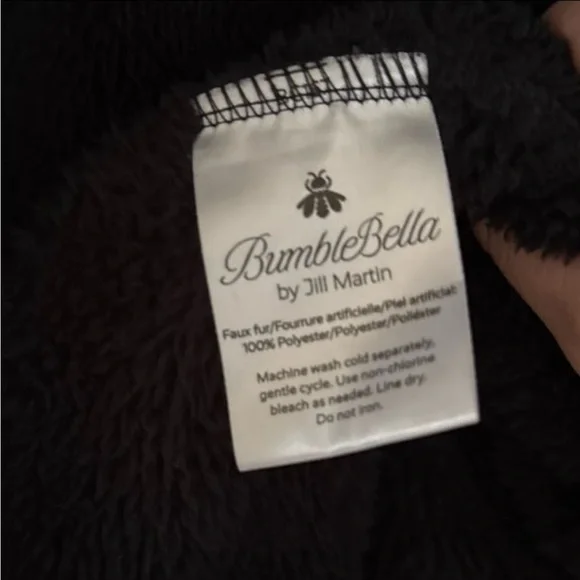 BumbleBella
by Jill Martin
Faux fur/Fourrure artificielle/Piel artificial:
100% Polyester/Polyester/Poliéster
Machine wash cold separately,
gentle cycle. Use non-chlorine
bleach as needed. Line dry.
Do not iron.